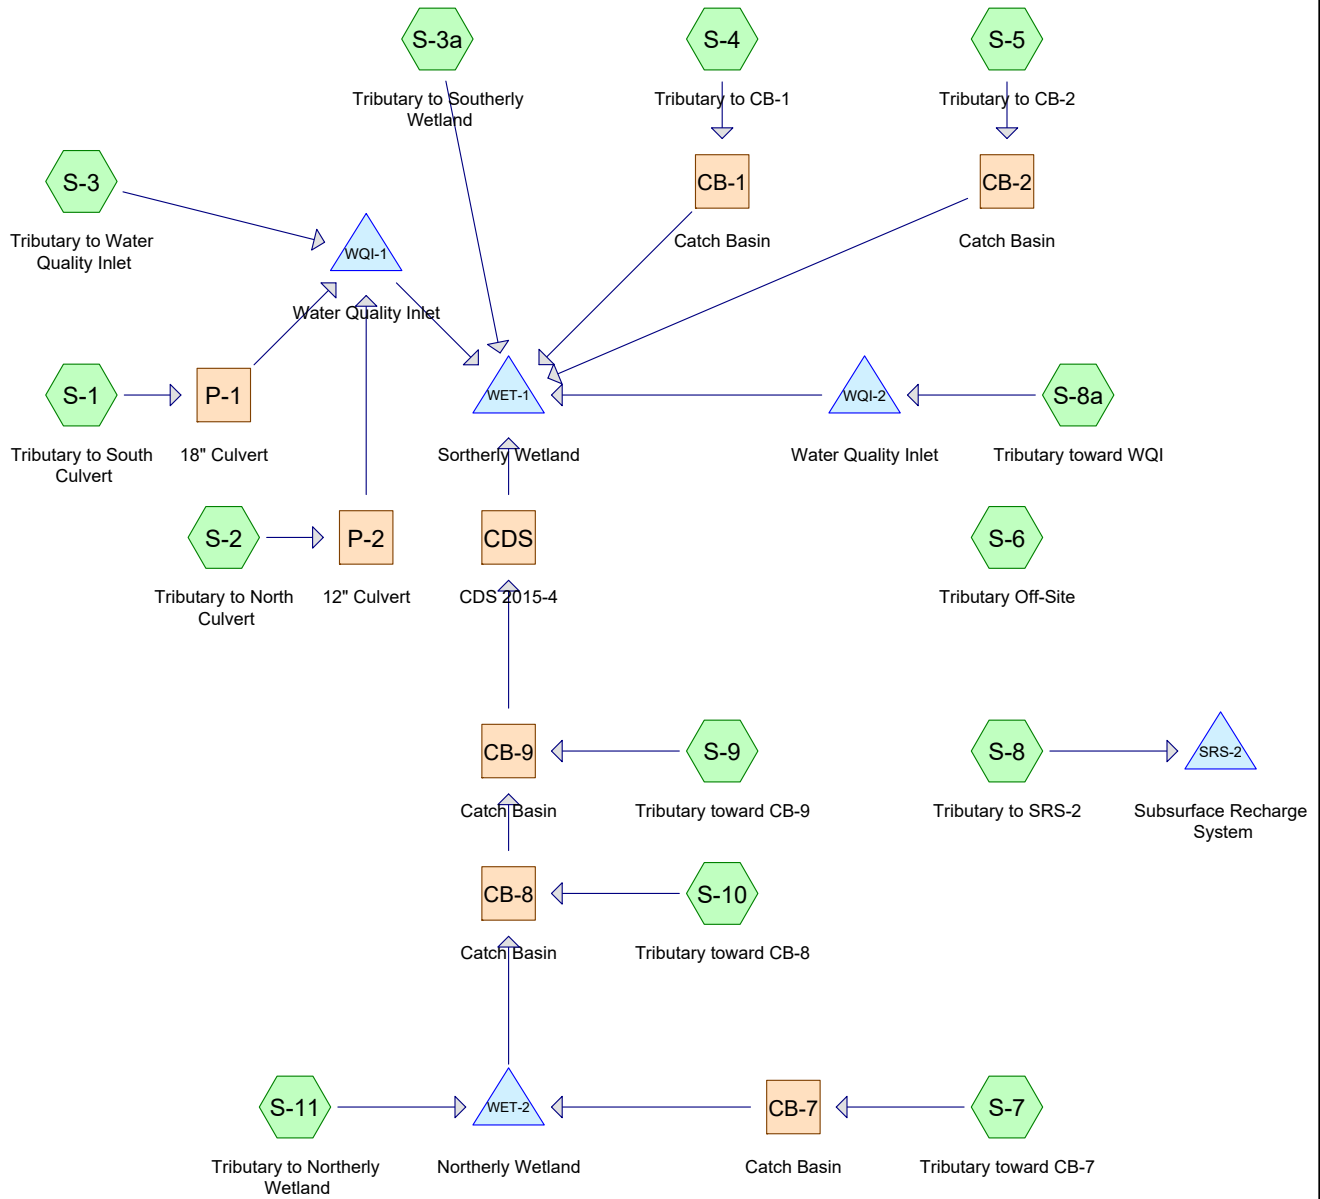 S-3a
Tributary to Southerly
Wetland
S-4
Tributary to CB-1
S-5
Tributary to CB-2
S-3
Tributary to Water
Quality Inlet
WQI-1
Water Quality Inlet
CB-1
Catch Basin
CB-2
Catch Basin
S-1
Tributary to South
Culvert
P-1
18" Culvert
WET-1
Sortherly Wetland
WQI-2
Water Quality Inlet
S-8a
Tributary toward WQI
S-2
Tributary to North
Culvert
P-2
12" Culvert
CDS
CDS 2015-4
S-6
Tributary Off-Site
CB-9
Catch Basin
S-9
Tributary toward CB-9
S-8
Tributary to SRS-2
SRS-2
Subsurface Recharge
System
CB-8
Catch Basin
S-10
Tributary toward CB-8
S-11
Tributary to Northerly
Wetland
WET-2
Northerly Wetland
CB-7
Catch Basin
S-7
Tributary toward CB-7